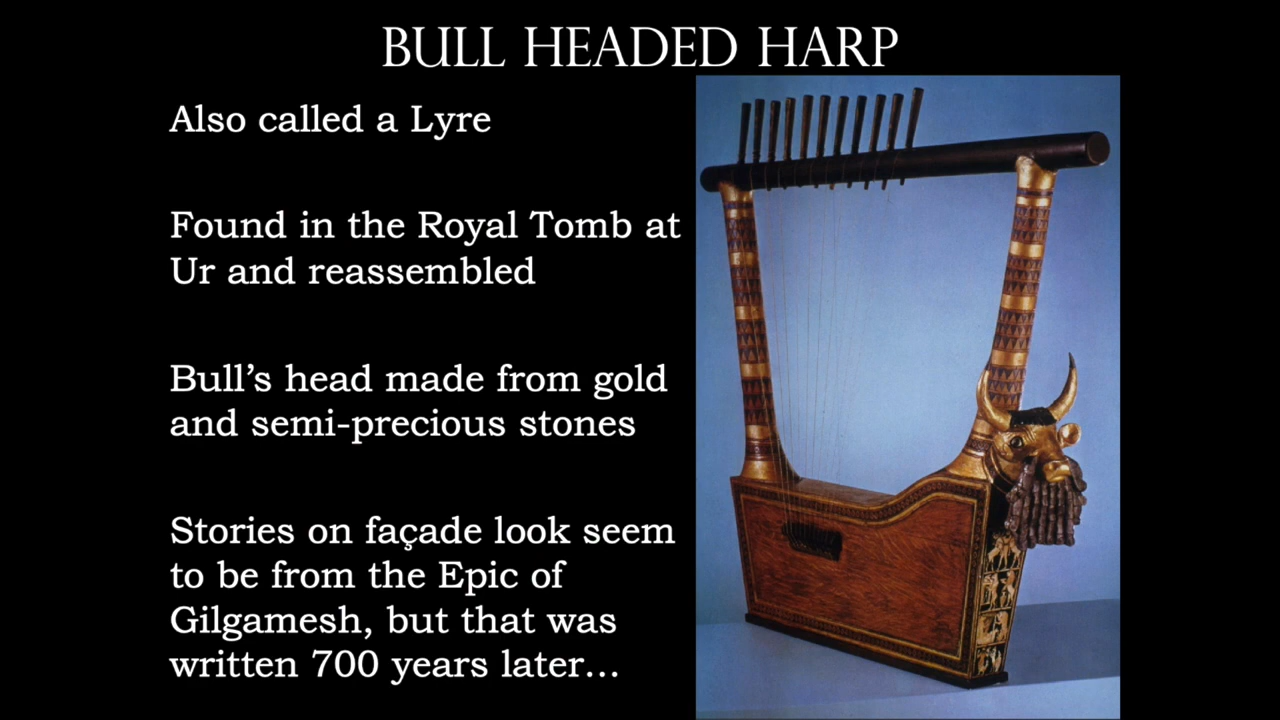 BULL HEADED HARP
Also called a Lyre
Found in the Royal Tomb at
Ur and reassembled
Bull’s head made from gold
and semi-precious stones
Stories on façade look seem
to be from the Epic of
Gilgamesh, but that was
written 700 years later…